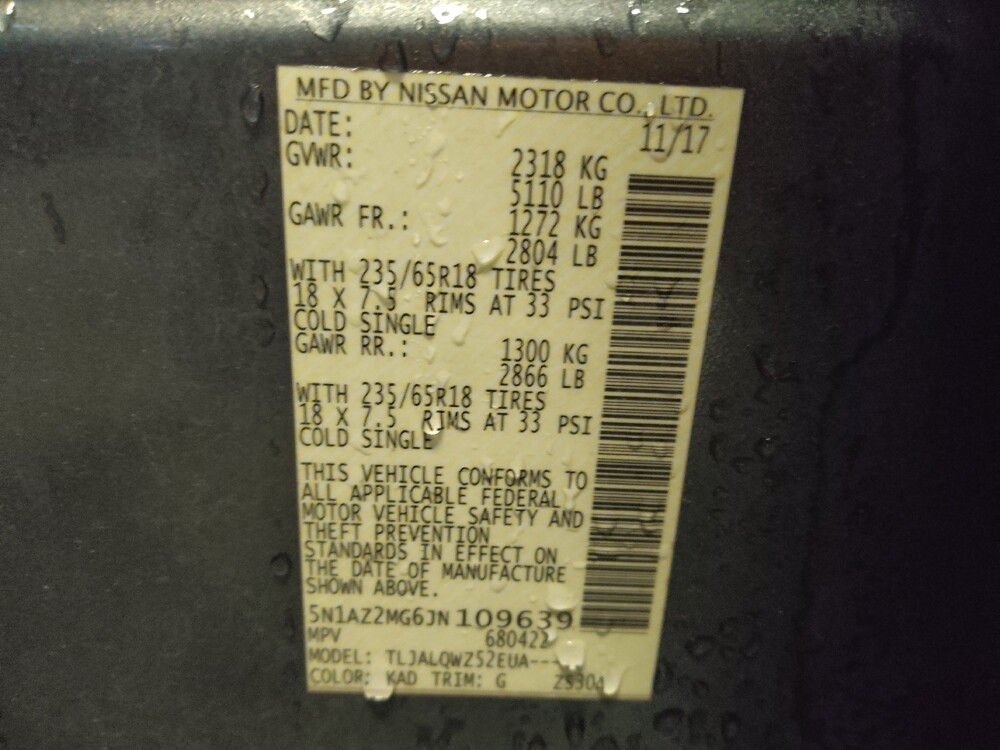 MFD BY NISSAN MOTOR CO., LTD.
DATE: 11/17
GVWR: 2318 KG
5110 LB
GAWR FR.: 1272 KG
2804 LB
WITH 235/65R18 TIRES
18 X 7.5 RIMS AT 33 PSI
COLD SINGLE
GAWR RR.: 1300 KG
2866 LB
WITH 235/65R18 TIRES
18 X 7.5 RIMS AT 33 PSI
COLD SINGLE
THIS VEHICLE CONFORMS TO
ALL APPLICABLE FEDERAL
MOTOR VEHICLE SAFETY AND
THEFT PREVENTION
STANDARDS IN EFFECT ON
THE DATE OF MANUFACTURE
SHOWN ABOVE.
5N1AZ2MG6JN109639
MPV
MODEL: TLJALQWZ52EUA---
COLOR: KAD TRIM: G